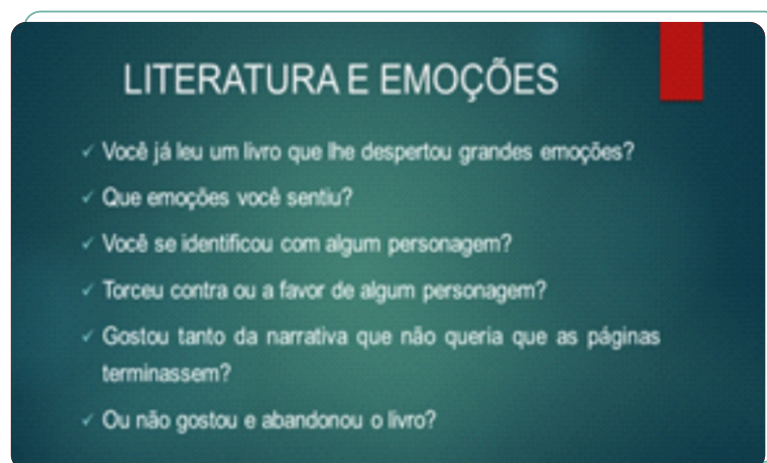 LITERATURA E EMOÇÕES
Você já leu um livro que lhe despertou grandes emoções?
Que emoções você sentiu?
Você se identificou com algum personagem?
Torceu contra ou a favor de algum personagem?
Gostou tanto da narrativa que não queria que as páginas
terminassem?
Ou não gostou e abandonou o livro?